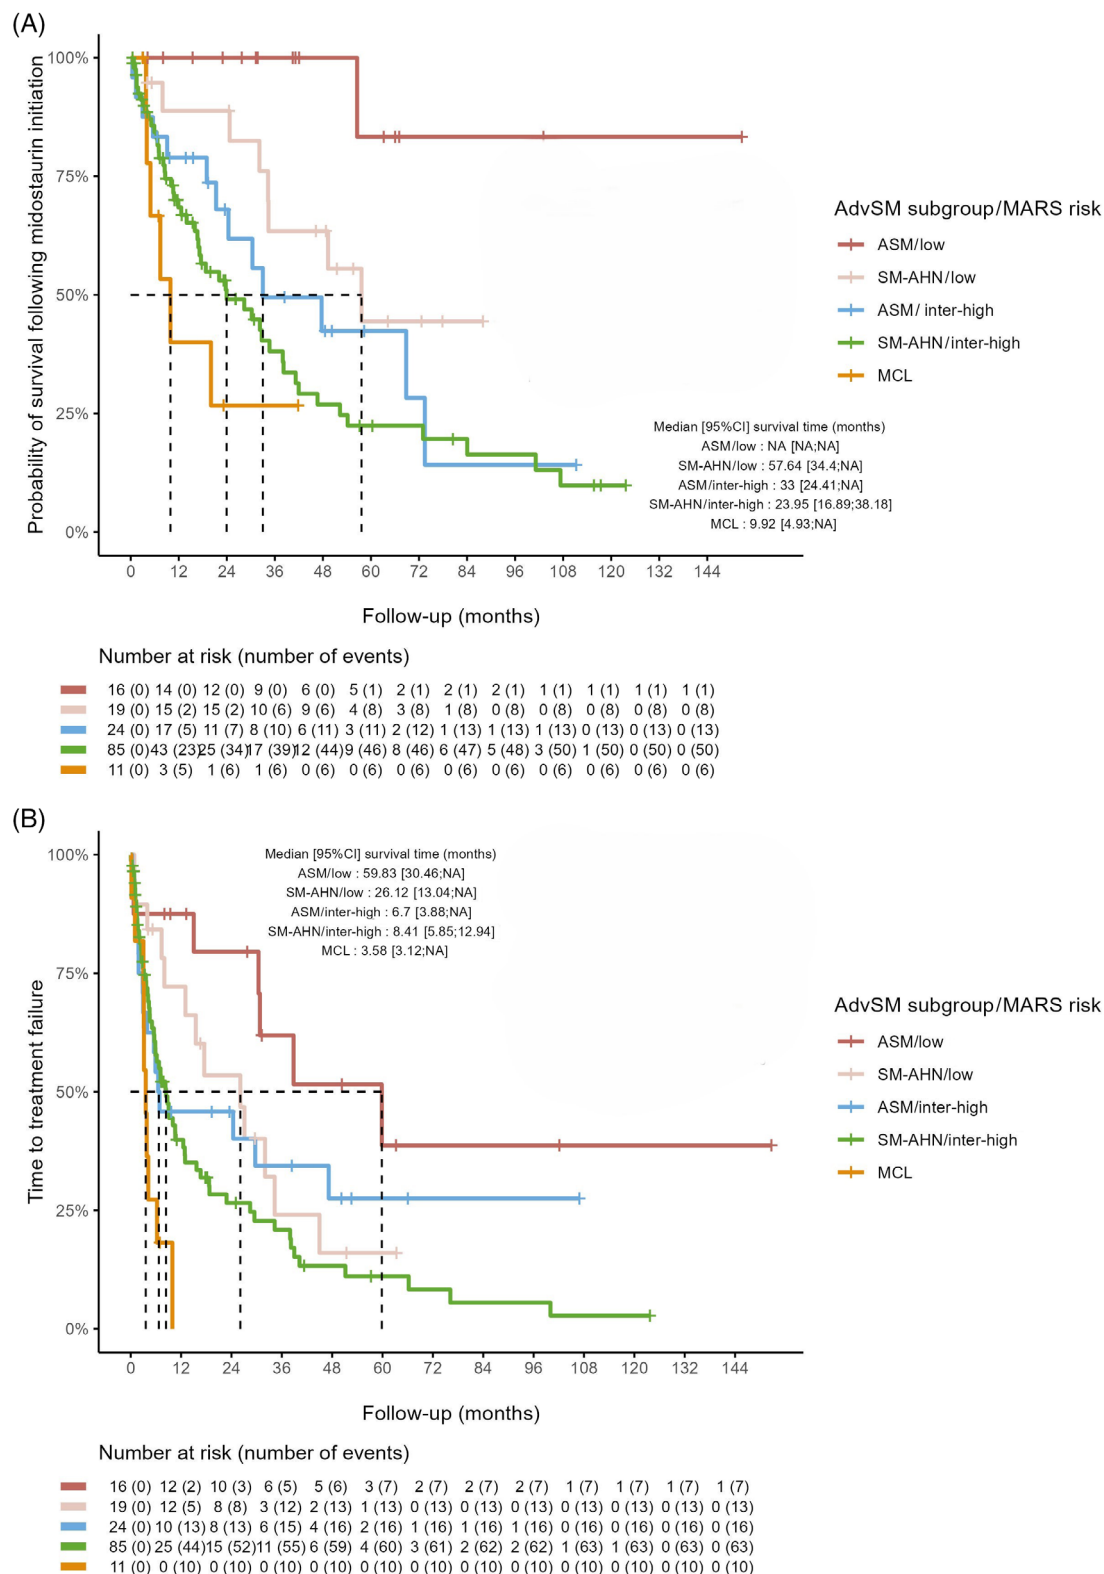 (A)
Probability of survival following midostaurin initiation
100%
75%
50%
25%
0%
0 12 24 36 48 60 72 84 96 108 120 132 144
Follow-up (months)
AdvSM subgroup/MARS risk
ASM/low
SM-AHN/low
ASM/ inter-high
SM-AHN/inter-high
MCL
Median [95%CI] survival time (months)
ASM/low : NA [NA;NA]
SM-AHN/low : 57.64 [34.4;NA]
ASM/inter-high : 33 [24.41;NA]
SM-AHN/inter-high : 23.95 [16.89;38.18]
MCL : 9.92 [4.93;NA]
Number at risk (number of events)
16 (0) 14 (0) 12 (0) 9 (0) 6 (0) 5 (1) 2 (1) 2 (1) 2 (1) 1 (1) 1 (1) 1 (1) 1 (1)
19 (0) 15 (2) 15 (2) 10 (6) 9 (6) 4 (8) 3 (8) 1 (8) 0 (8) 0 (8) 0 (8) 0 (8) 0 (8)
24 (0) 17 (5) 11 (7) 8 (10) 6 (11) 3 (11) 2 (12) 1 (13) 1 (13) 1 (13) 0 (13) 0 (13) 0 (13)
85 (0) 43 (23) 25 (34) 17 (39) 12 (44) 9 (46) 8 (46) 6 (47) 5 (48) 3 (50) 1 (50) 0 (50) 0 (50)
11 (0) 3 (5) 1 (6) 1 (6) 0 (6) 0 (6) 0 (6) 0 (6) 0 (6) 0 (6) 0 (6) 0 (6) 0 (6)
(B)
Time to treatment failure
100%
75%
50%
25%
0%
0 12 24 36 48 60 72 84 96 108 120 132 144
Follow-up (months)
Median [95%CI] survival time (months)
ASM/low : 59.83 [30.46;NA]
SM-AHN/low : 26.12 [13.04;NA]
ASM/inter-high : 6.7 [3.88;NA]
SM-AHN/inter-high : 8.41 [5.85;12.94]
MCL : 3.58 [3.12;NA]
AdvSM subgroup/MARS risk
ASM/low
SM-AHN/low
ASM/inter-high
SM-AHN/inter-high
MCL
Number at risk (number of events)
16 (0) 12 (2) 10 (3) 6 (5) 5 (6) 3 (7) 2 (7) 2 (7) 2 (7) 1 (7) 1 (7) 1 (7) 1 (7)
19 (0) 12 (5) 8 (8) 3 (12) 2 (13) 1 (13) 0 (13) 0 (13) 0 (13) 0 (13) 0 (13) 0 (13) 0 (13)
24 (0) 10 (13) 8 (13) 6 (15) 4 (16) 2 (16) 1 (16) 1 (16) 1 (16) 0 (16) 0 (16) 0 (16) 0 (16)
85 (0) 25 (44) 15 (52) 11 (55) 6 (59) 4 (60) 3 (61) 2 (62) 2 (62) 1 (63) 1 (63) 0 (63) 0 (63)
11 (0) 0 (10) 0 (10) 0 (10) 0 (10) 0 (10) 0 (10) 0 (10) 0 (10) 0 (10) 0 (10) 0 (10) 0 (10)